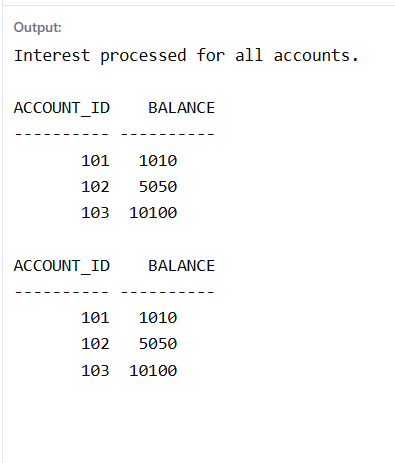 Output:
Interest processed for all accounts.
ACCOUNT_ID    BALANCE
---------- ----------
       101   1010
       102   5050
       103  10100
ACCOUNT_ID    BALANCE
---------- ----------
       101   1010
       102   5050
       103  10100